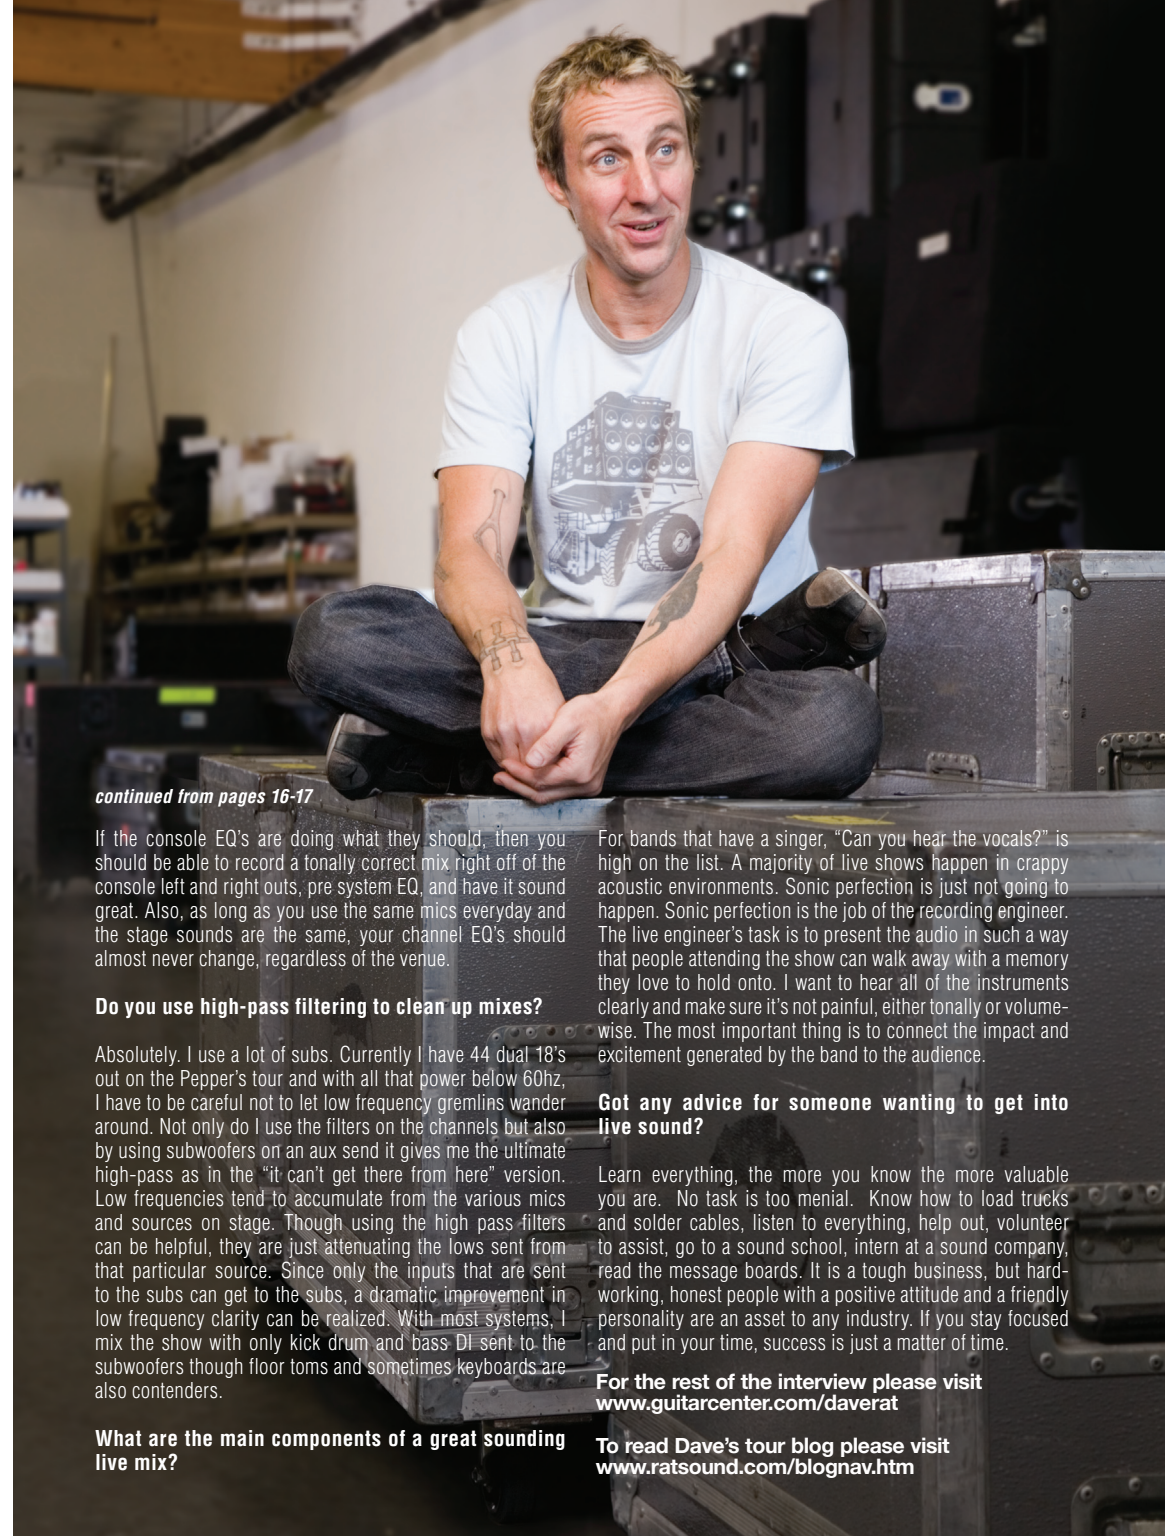 continued from pages 16-17
If the console EQ's are doing what they should, then you
should be able to record a tonally correct mix right off of the
console left and right outs, pre system EQ, and have it sound
great. Also, as long as you use the same mics everyday and
the stage sounds are the same, your channel EQ's should
almost never change, regardless of the venue.
Do you use high-pass filtering to clean up mixes?
Absolutely. I use a lot of subs. Currently I have 44 dual 18's
out on the Pepper's tour and with all that power below 60hz,
I have to be careful not to let low frequency gremlins wander
around. Not only do I use the filters on the channels but also
by using subwoofers on an aux send it gives me the ultimate
high-pass as in the “it can't get there from here” version.
Low frequencies tend to accumulate from the various mics
and sources on stage. Though using the high pass filters
can be helpful, they are just attenuating the lows sent from
that particular source. Since only the inputs that are sent
to the subs can get to the subs, a dramatic improvement in
low frequency clarity can be realized. With most systems, I
mix the show with only kick drum and bass DI sent to the
subwoofers though floor toms and sometimes keyboards are
also contenders.
What are the main components of a great sounding
live mix?
For bands that have a singer, “Can you hear the vocals?” is
high on the list. A majority of live shows happen in crappy
acoustic environments. Sonic perfection is just not going to
happen. Sonic perfection is the job of the recording engineer.
The live engineer's task is to present the audio in such a way
that people attending the show can walk away with a memory
they love to hold onto. I want to hear all of the instruments
clearly and make sure it's not painful, either tonally or volume-
wise. The most important thing is to connect the impact and
excitement generated by the band to the audience.
Got any advice for someone wanting to get into
live sound?
Learn everything, the more you know the more valuable
you are. No task is too menial. Know how to load trucks
and solder cables, listen to everything, help out, volunteer
to assist, go to a sound school, intern at a sound company,
read the message boards. It is a tough business, but hard-
working, honest people with a positive attitude and a friendly
personality are an asset to any industry. If you stay focused
and put in your time, success is just a matter of time.
For the rest of the interview please visit
www.guitarcenter.com/daverat
To read Dave's tour blog please visit
www.ratsound.com/blognav.htm